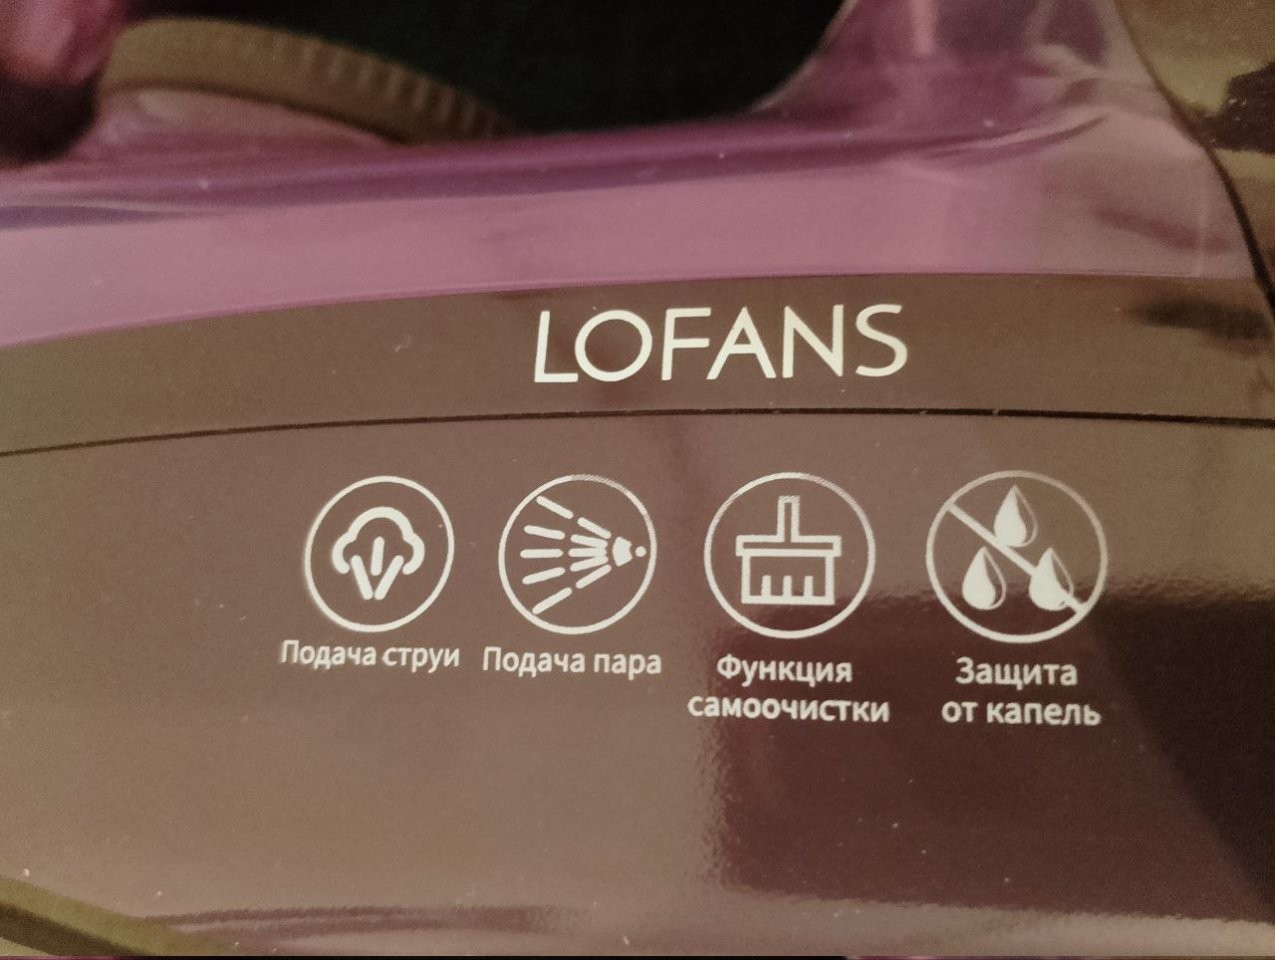 LOFANS
Подача струи
Подача пара
Функция
самоочистки
Защита
от капель